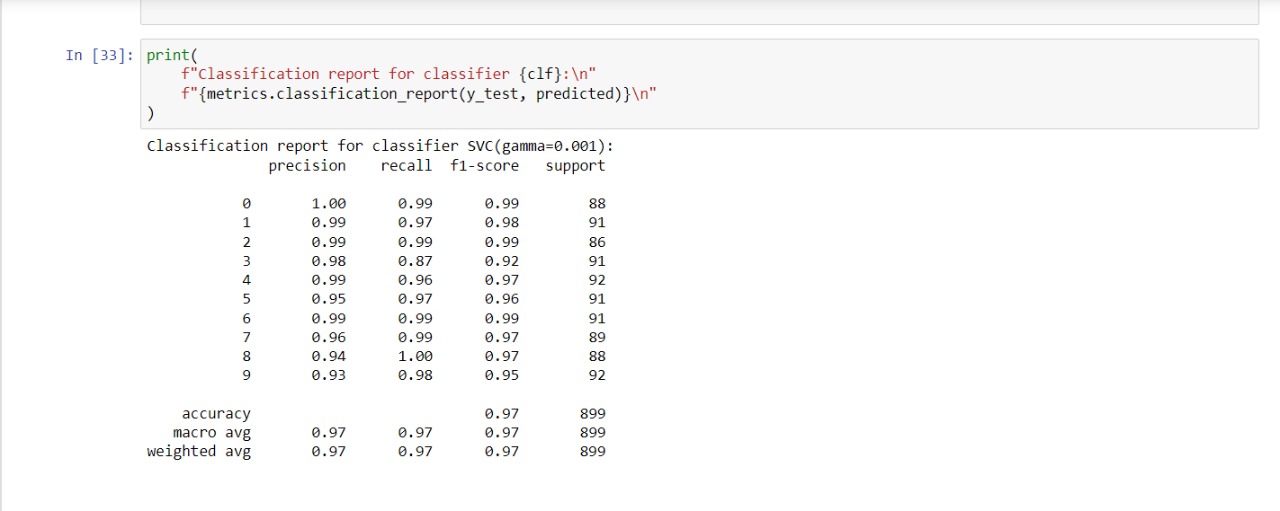 In [33]: print(
f"Classification report for classifier {clf}:\n"
f"{metrics.classification_report(y_test, predicted)}\n"
)
Classification report for classifier SVC(gamma=0.001):
precision recall f1-score support
0 1.00 0.99 0.99 88
1 0.99 0.97 0.98 91
2 0.99 0.99 0.99 86
3 0.98 0.87 0.92 91
4 0.99 0.96 0.97 92
5 0.95 0.97 0.96 91
6 0.99 0.99 0.99 91
7 0.96 0.99 0.97 89
8 0.94 1.00 0.97 88
9 0.93 0.98 0.95 92
accuracy 0.97 899
macro avg 0.97 0.97 0.97 899
weighted avg 0.97 0.97 0.97 899